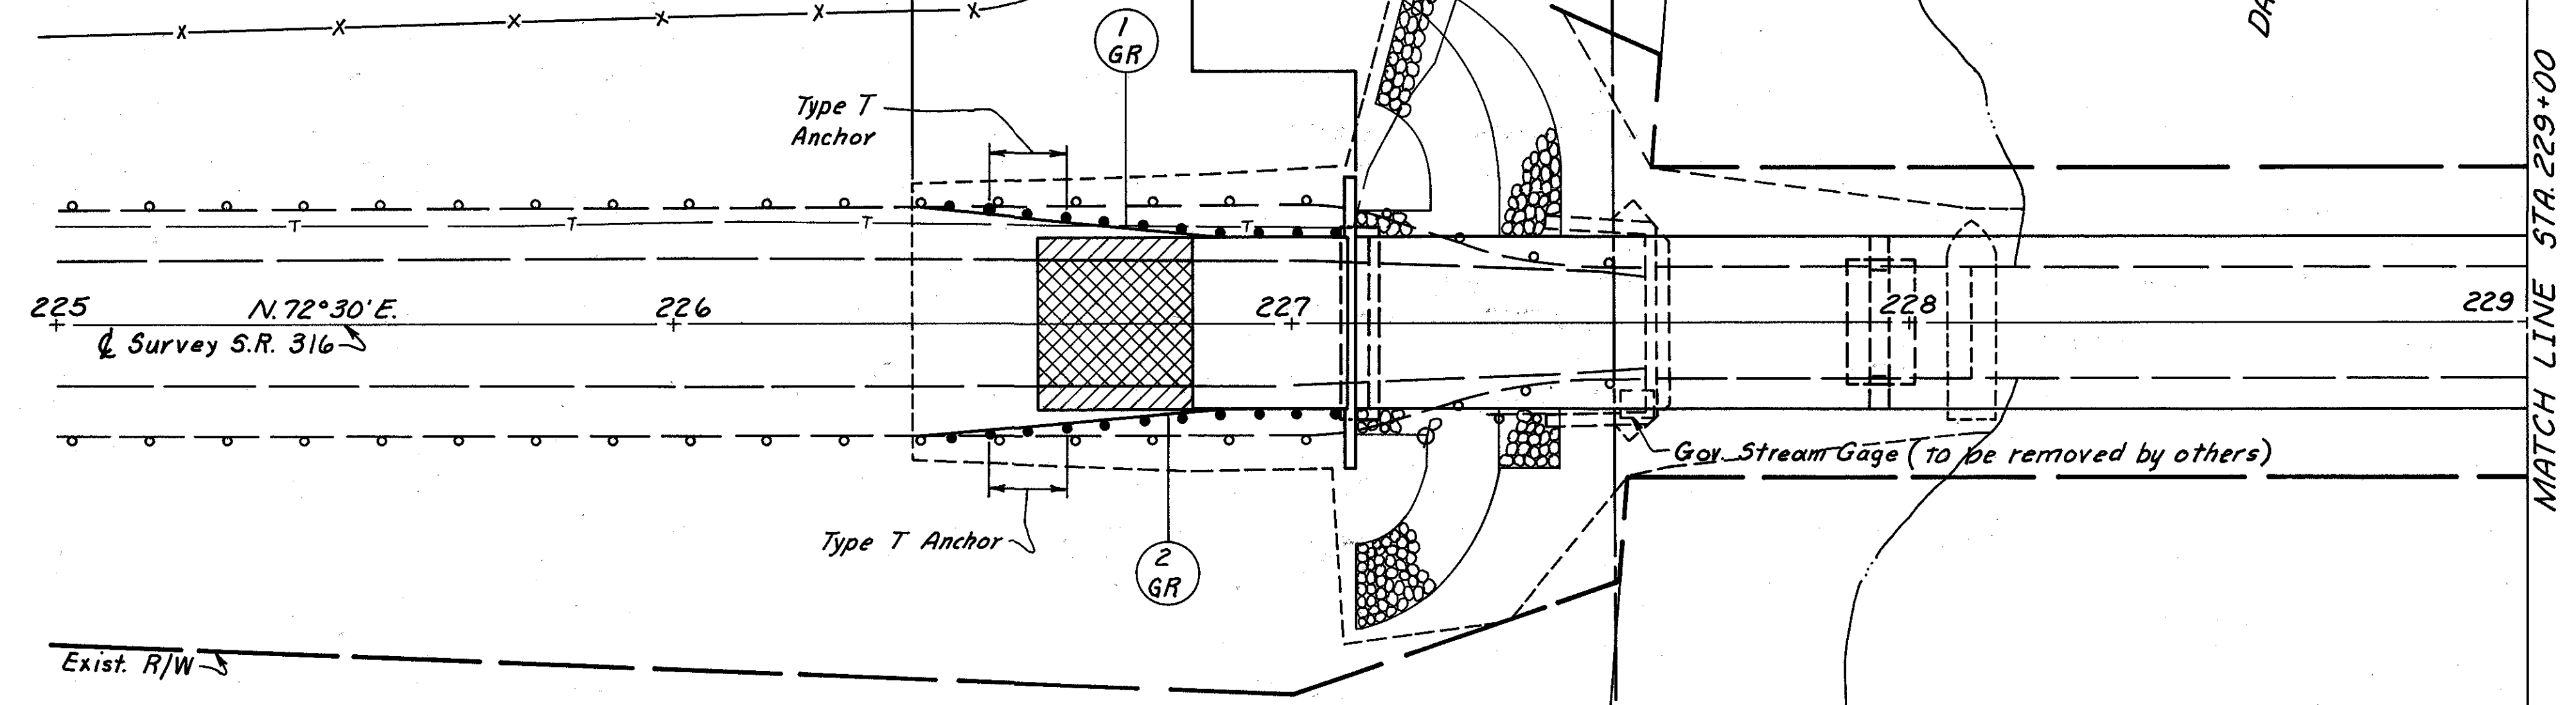 1
GR
DA
Type T
Anchor
T
T
T
T
225
N. 72° 30' E.
226
227
228
229
℄ Survey S.R. 316
Gov. Stream Gage (to be removed by others)
Type T Anchor
2
GR
Exist. R/W
MATCH LINE STA. 229+00